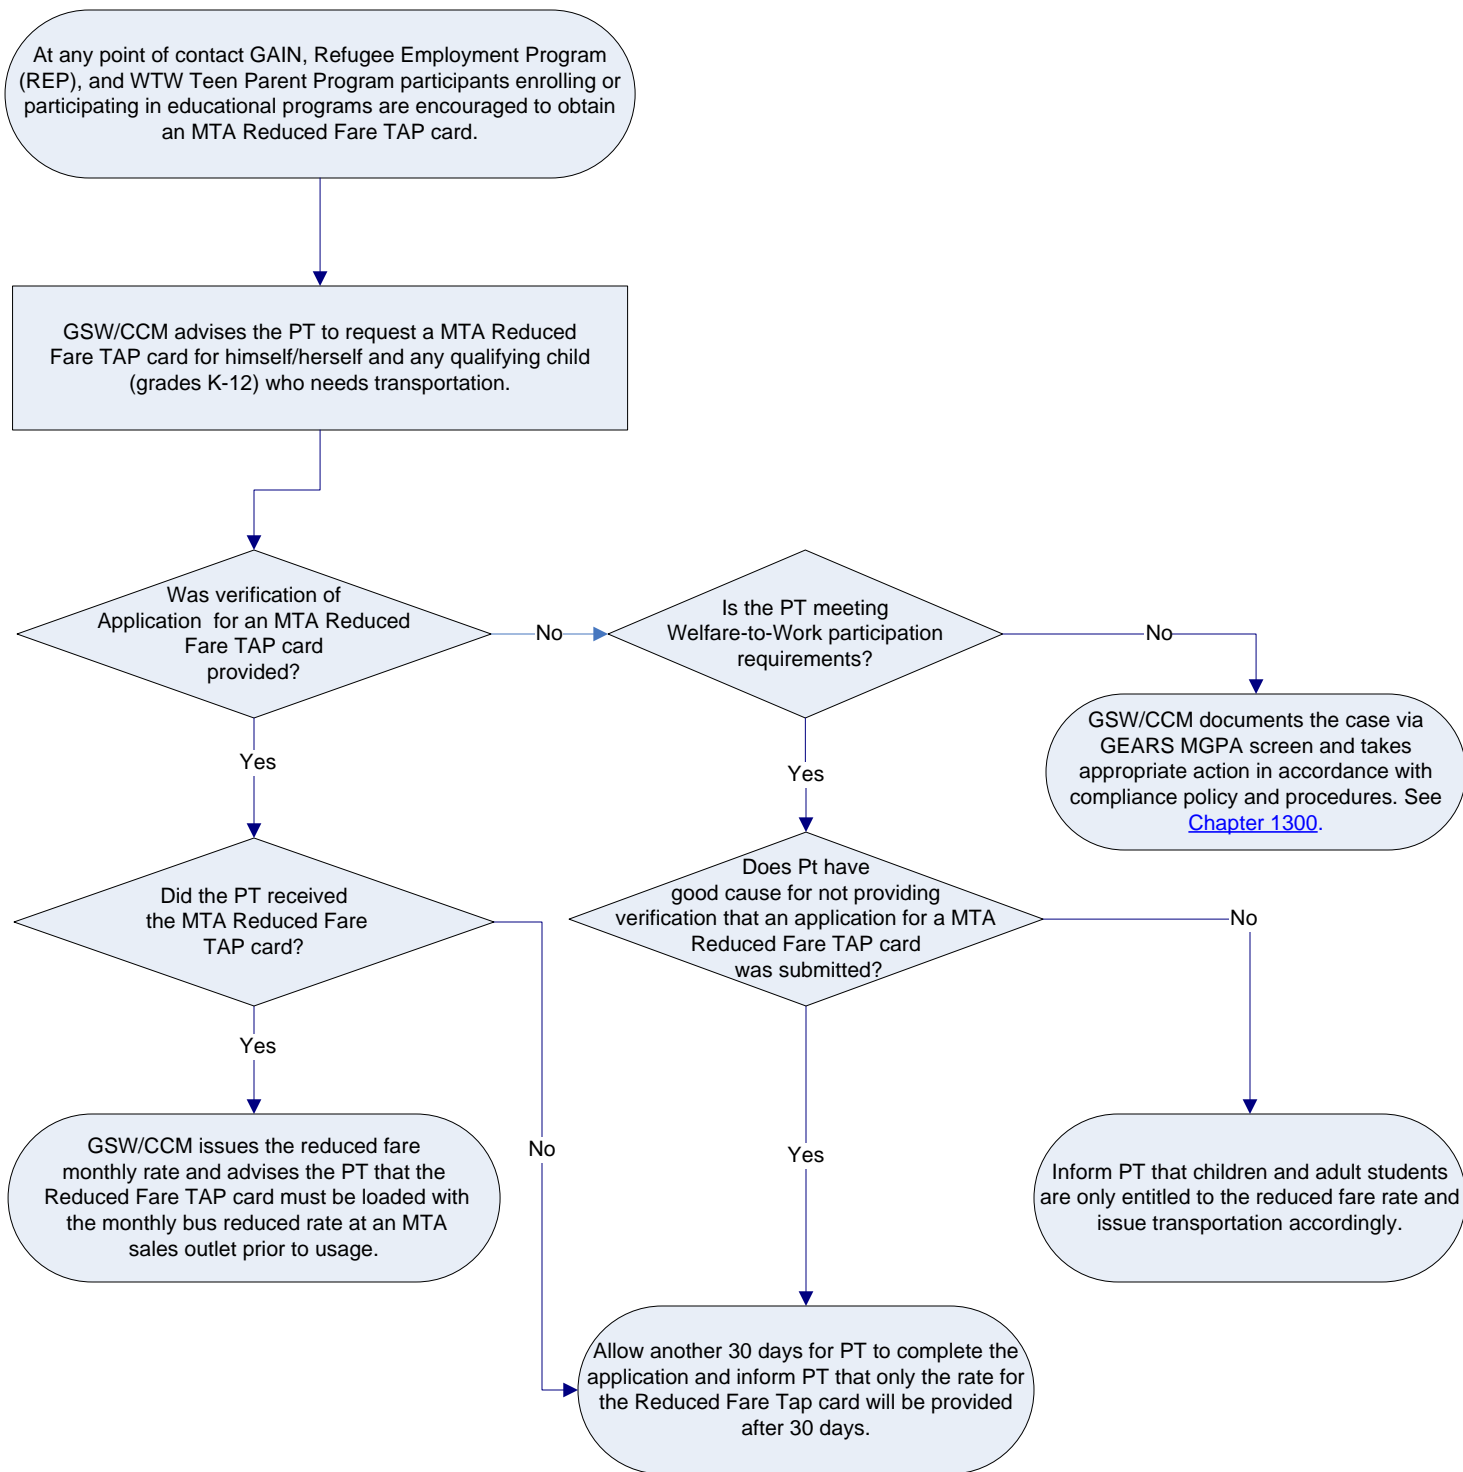 At any point of contact GAIN, Refugee Employment Program
(REP), and WTW Teen Parent Program participants enrolling or
participating in educational programs are encouraged to obtain
an MTA Reduced Fare TAP card.
GSW/CCM advises the PT to request a MTA Reduced
Fare TAP card for himself/herself and any qualifying child
(grades K-12) who needs transportation.
Was verification of
Application for an MTA Reduced
Fare TAP card
provided?
No
Is the PT meeting
Welfare-to-Work participation
requirements?
No
GSW/CCM documents the case via
GEARS MGPA screen and takes
appropriate action in accordance with
compliance policy and procedures. See
Chapter 1300.
Yes
Yes
Did the PT received
the MTA Reduced Fare
TAP card?
Does Pt have
good cause for not providing
verification that an application for a MTA
Reduced Fare TAP card
was submitted?
No
Yes
No
Yes
GSW/CCM issues the reduced fare
monthly rate and advises the PT that the
Reduced Fare TAP card must be loaded with
the monthly bus reduced rate at an MTA
sales outlet prior to usage.
Inform PT that children and adult students
are only entitled to the reduced fare rate and
issue transportation accordingly.
Allow another 30 days for PT to complete the
application and inform PT that only the rate for
the Reduced Fare Tap card will be provided
after 30 days.